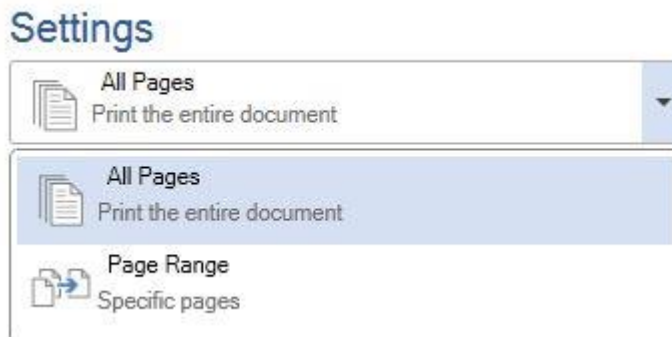 Settings
All Pages
Print the entire document
All Pages
Print the entire document
Page Range
Specific pages